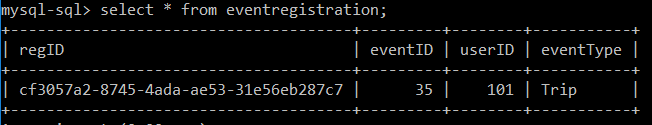 mysql-sql> select * from eventregistration;
+--------------------------------------+---------+--------+-----------+
| regID                                | eventID | userID | eventType |
+--------------------------------------+---------+--------+-----------+
| cf3057a2-8745-4ada-ae53-31e56eb287c7 |      35 |    101 | Trip      |
+--------------------------------------+---------+--------+-----------+